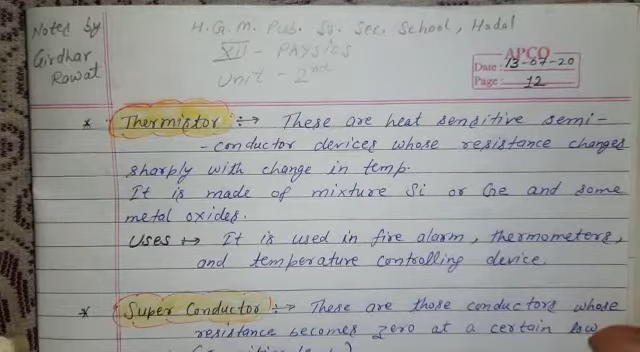 Noted by
Girdhar
Rawat
H.G.M. Pub. Sr. Sec. School, Hodal
XII - PHYSICS
Unit - 2nd
APCO
Date: 13-07-20
Page: 12
* Thermistor :-→ These are heat sensitive semi-
-conductor devices whose resistance changes
sharply with change in temp.
It is made of mixture Si or Ge and some
metal oxides.
Uses ↔ It is used in fire alarm, thermometers,
and temperature controlling device.
* Super Conductor :-→ These are those conductors whose
resistance becomes zero at a certain low